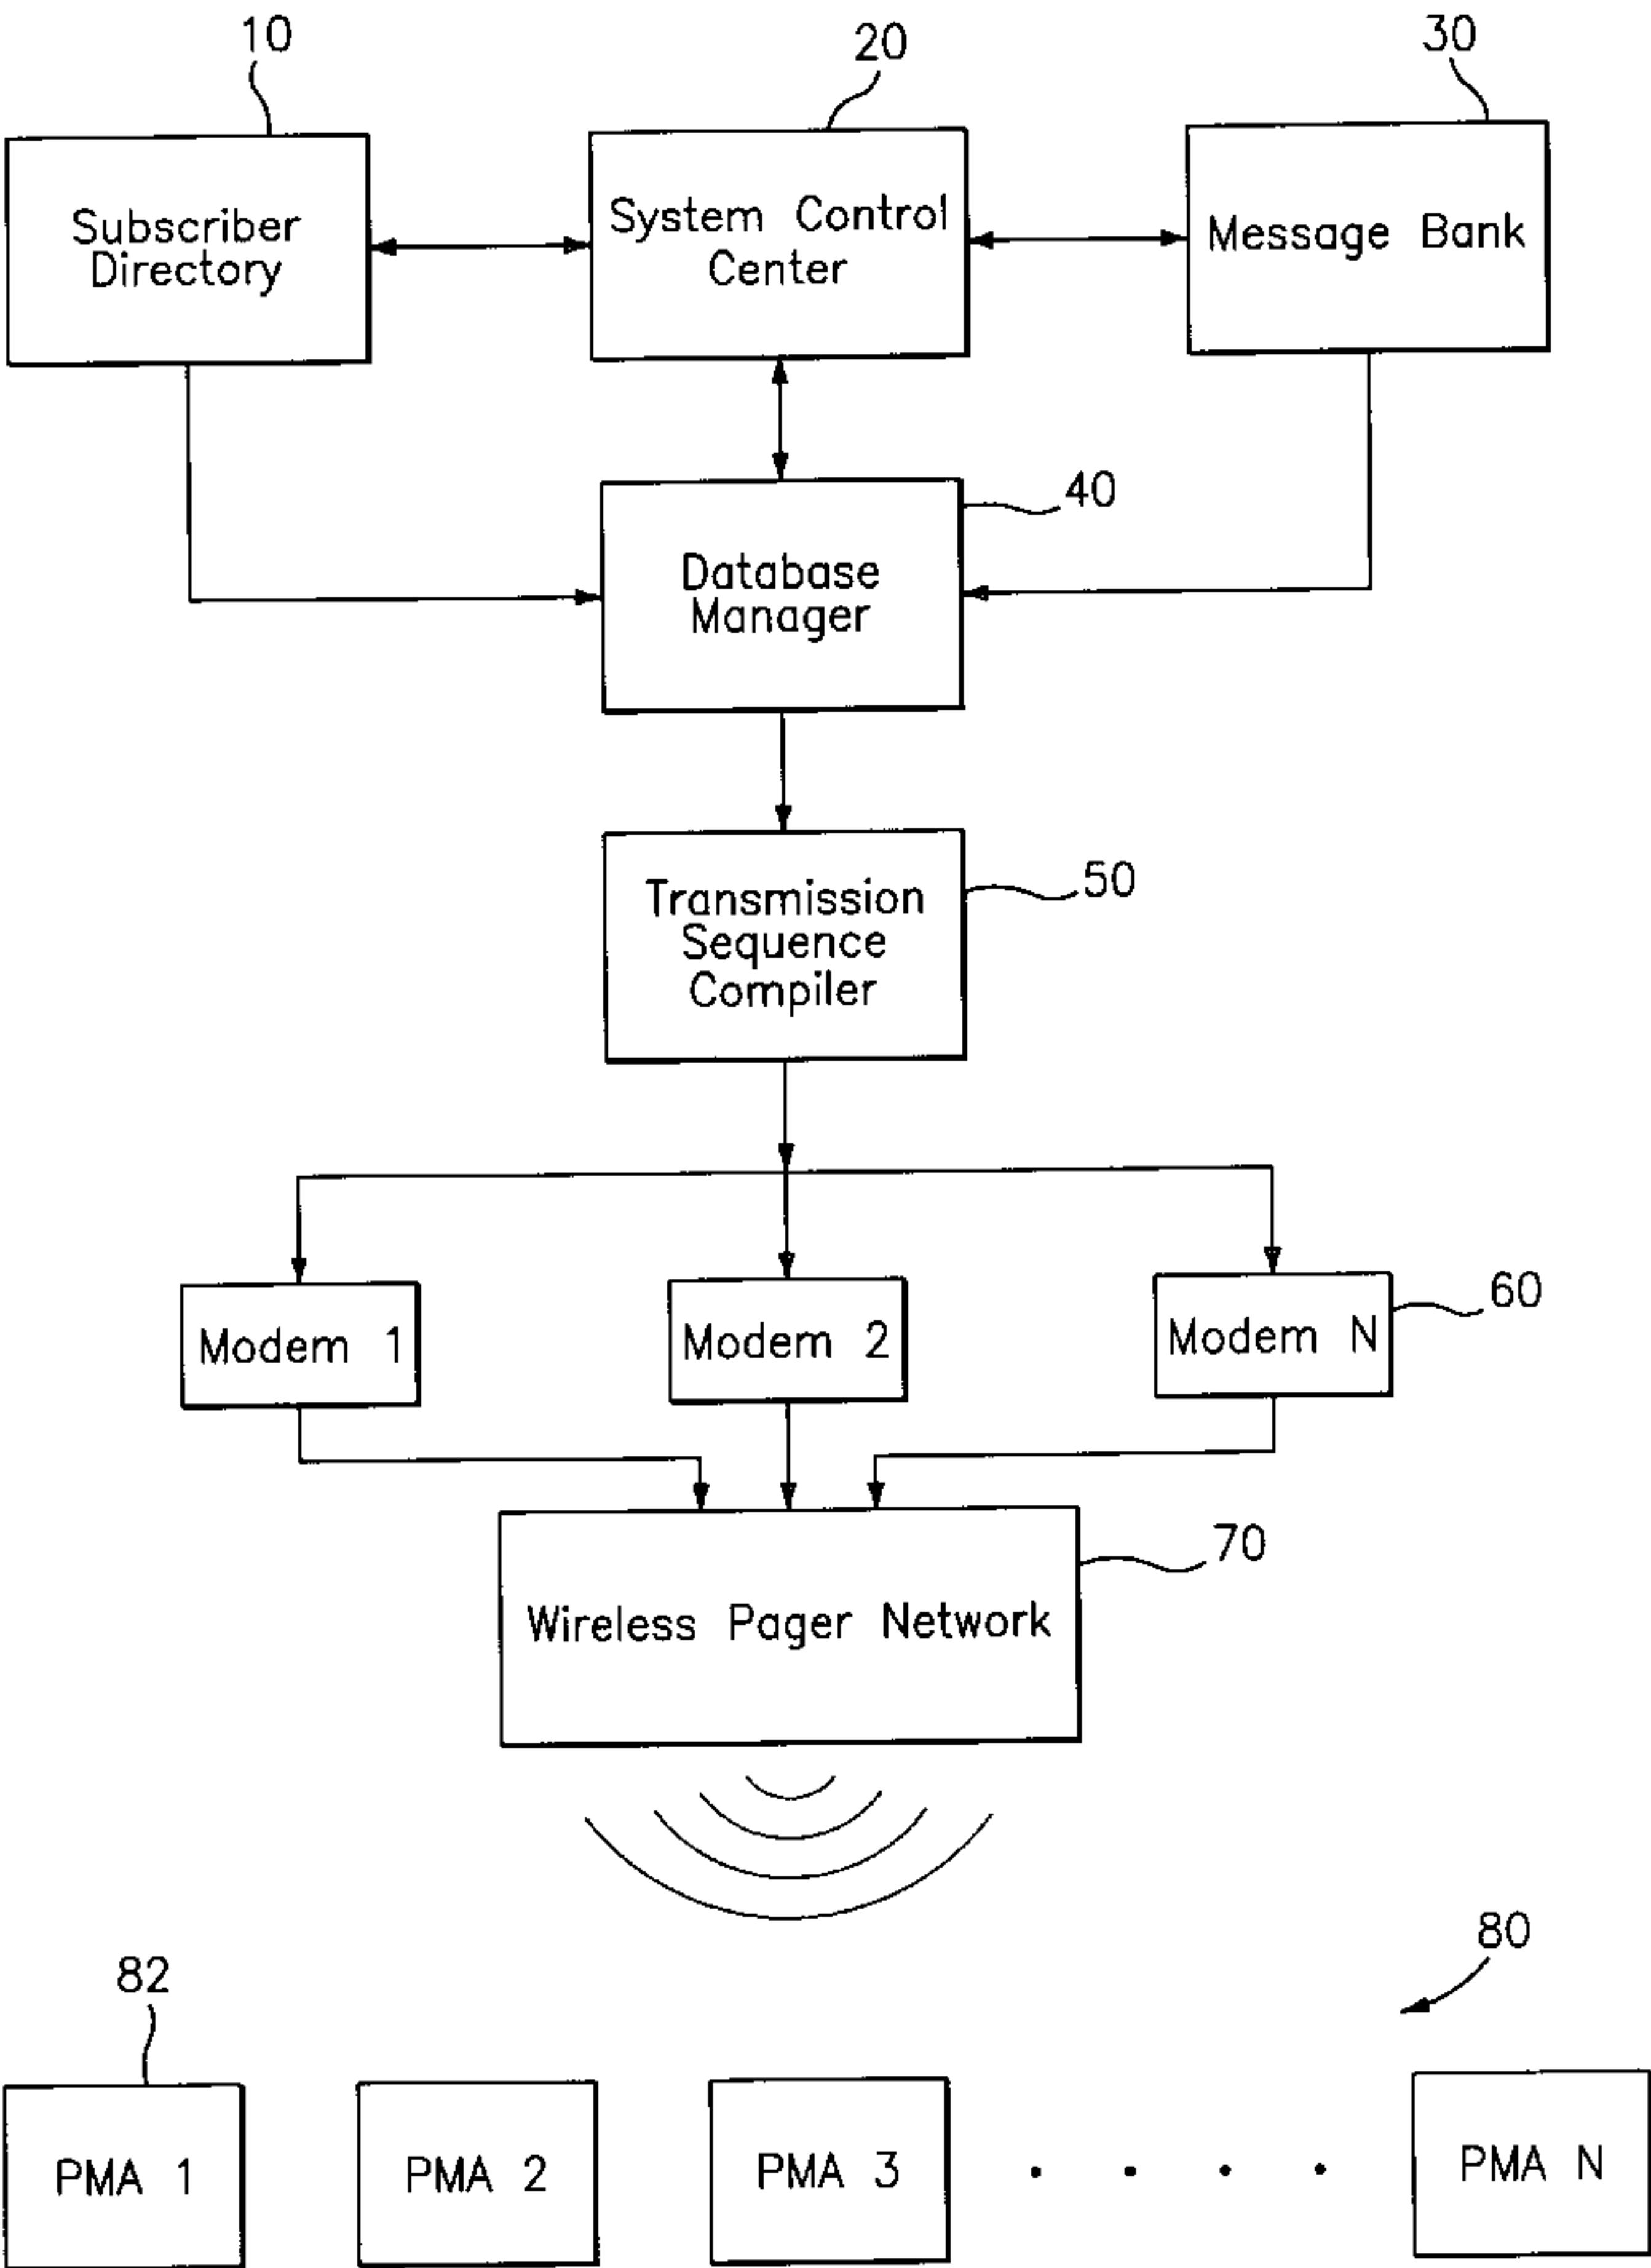 10
20
30
Subscriber
Directory
System Control
Center
Message Bank
40
Database
Manager
50
Transmission
Sequence
Compiler
60
Modem 1
Modem 2
Modem N
70
Wireless Pager Network
80
82
PMA 1
PMA 2
PMA 3
PMA N